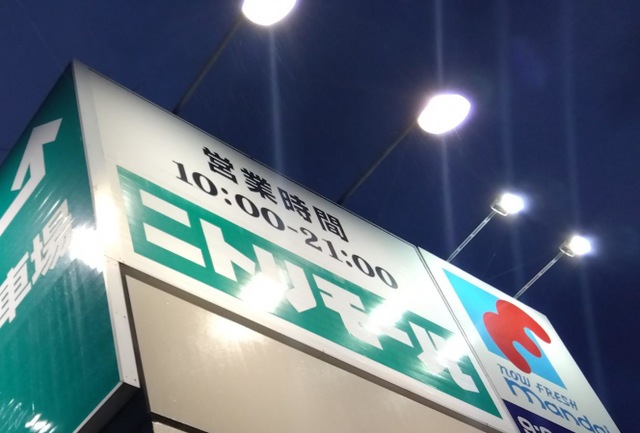 車場
営業時間
10:00-21:00
ニトリモール
now FRESH
mandai